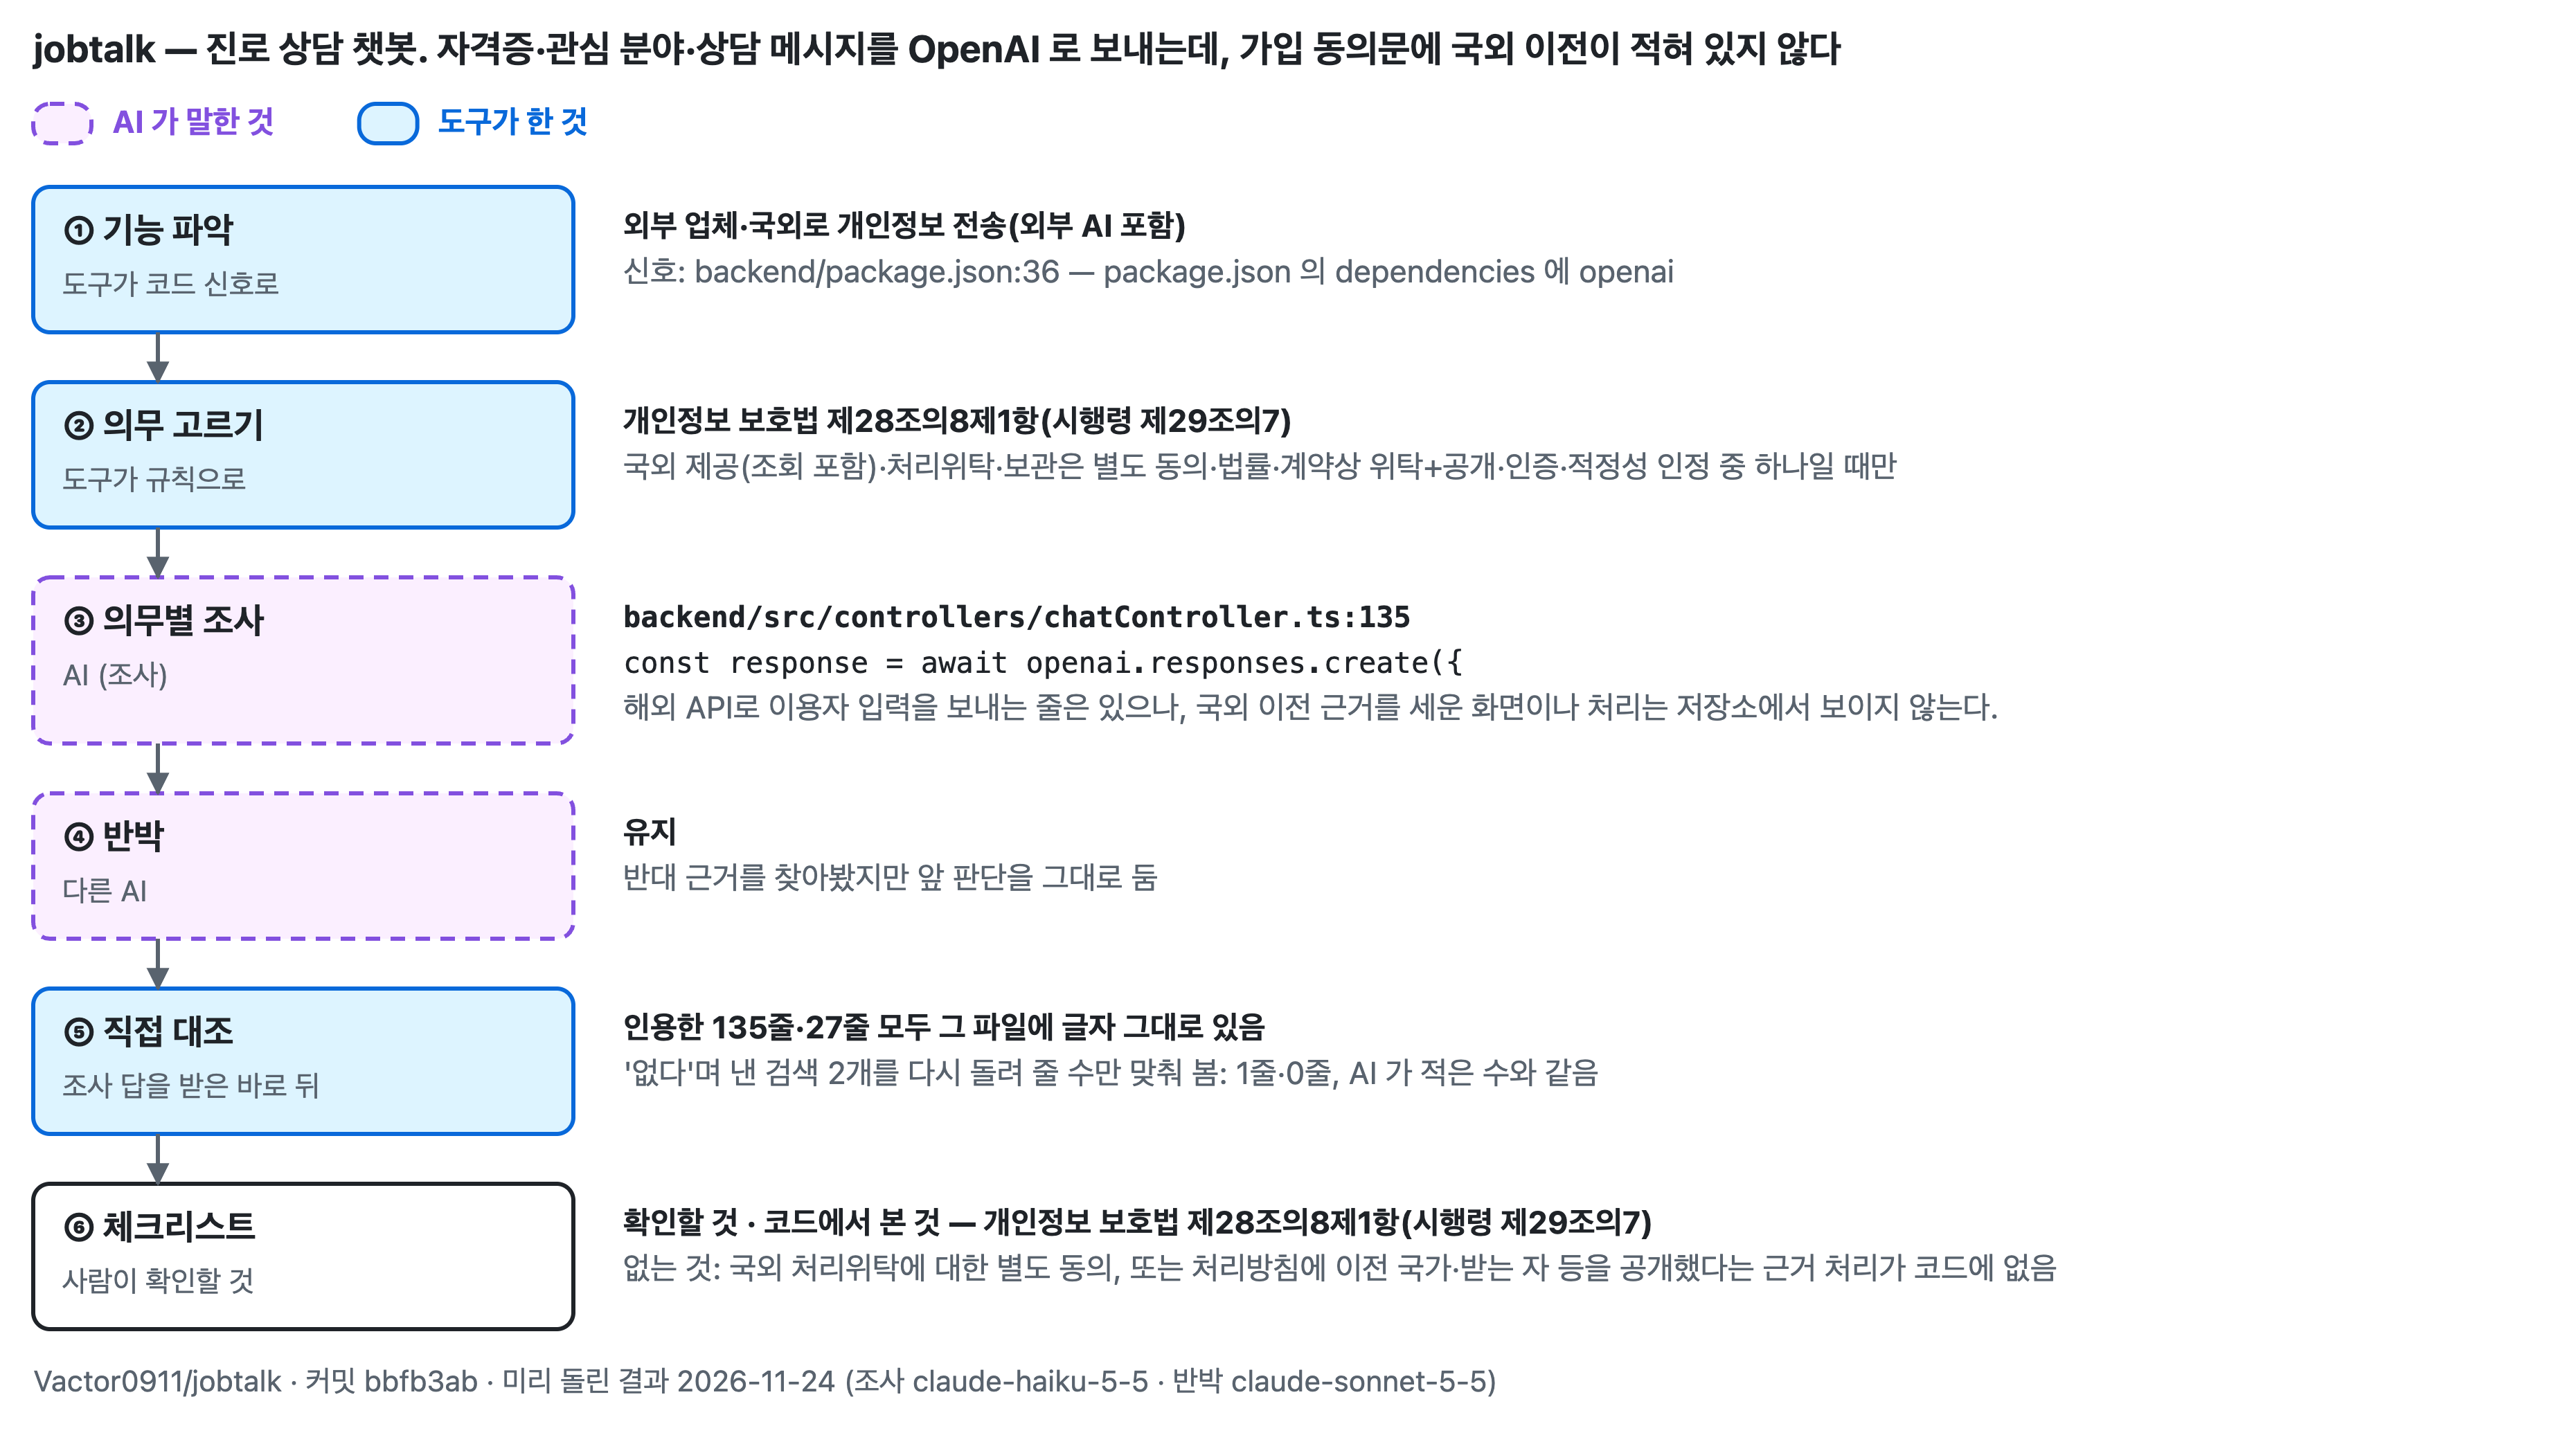 jobtalk — 진로 상담 챗봇. 자격증·관심 분야·상담 메시지를 OpenAI 로 보내는데, 가입 동의문에 국외 이전이 적혀 있지 않다
AI 가 말한 것
도구가 한 것
① 기능 파악
도구가 코드 신호로
외부 업체·국외로 개인정보 전송(외부 AI 포함)
신호: backend/package.json:36 — package.json 의 dependencies 에 openai
② 의무 고르기
도구가 규칙으로
개인정보 보호법 제28조의8제1항(시행령 제29조의7)
국외 제공(조회 포함)·처리위탁·보관은 별도 동의·법률·계약상 위탁+공개·인증·적정성 인정 중 하나일 때만
③ 의무별 조사
AI (조사)
backend/src/controllers/chatController.ts:135
const response = await openai.responses.create({
해외 API로 이용자 입력을 보내는 줄은 있으나, 국외 이전 근거를 세운 화면이나 처리는 저장소에서 보이지 않는다.
④ 반박
다른 AI
유지
반대 근거를 찾아봤지만 앞 판단을 그대로 둠
⑤ 직접 대조
조사 답을 받은 바로 뒤
인용한 135줄·27줄 모두 그 파일에 글자 그대로 있음
'없다'며 낸 검색 2개를 다시 돌려 줄 수만 맞춰 봄: 1줄·0줄, AI 가 적은 수와 같음
⑥ 체크리스트
사람이 확인할 것
확인할 것 · 코드에서 본 것 — 개인정보 보호법 제28조의8제1항(시행령 제29조의7)
없는 것: 국외 처리위탁에 대한 별도 동의, 또는 처리방침에 이전 국가·받는 자 등을 공개했다는 근거 처리가 코드에 없음
Vactor0911/jobtalk · 커밋 bbfb3ab · 미리 돌린 결과 2026-11-24 (조사 claude-haiku-5-5 · 반박 claude-sonnet-5-5)